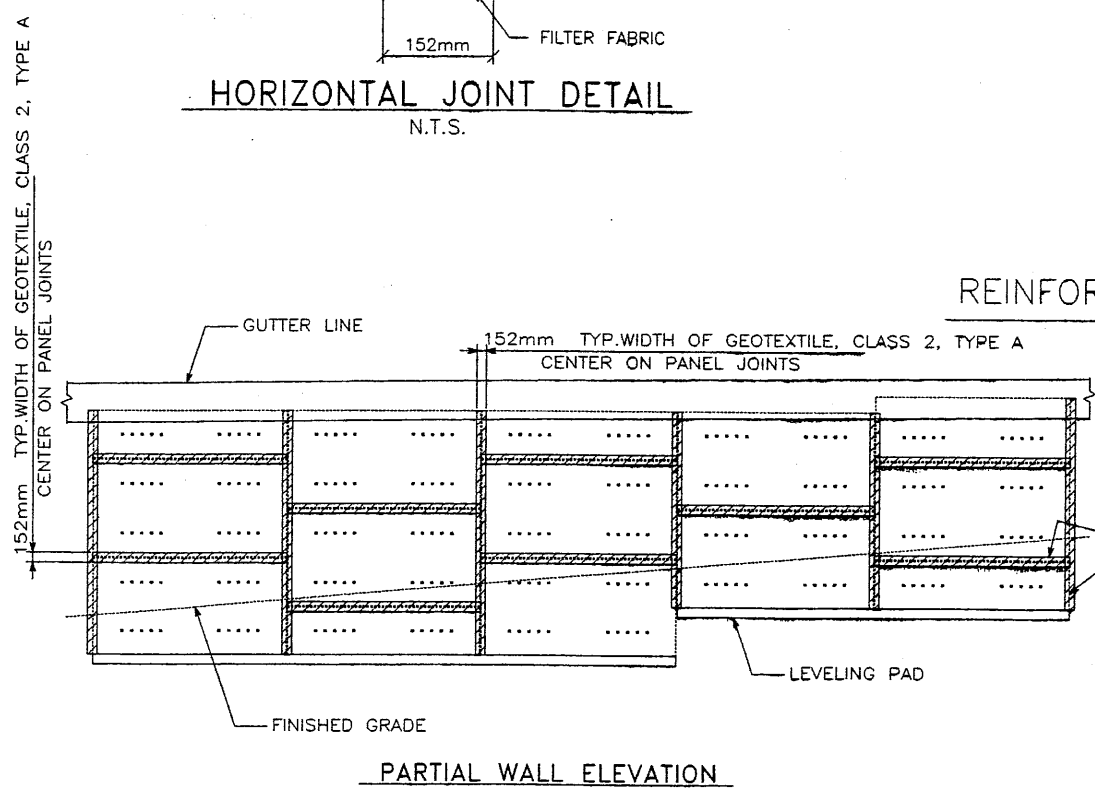 152mm
FILTER FABRIC
HORIZONTAL JOINT DETAIL
N.T.S.
152mm TYP.WIDTH OF GEOTEXTILE, CLASS 2, TYPE A
CENTER ON PANEL JOINTS
REINFOR
GUTTER LINE
152mm TYP.WIDTH OF GEOTEXTILE, CLASS 2, TYPE A
CENTER ON PANEL JOINTS
LEVELING PAD
FINISHED GRADE
PARTIAL WALL ELEVATION